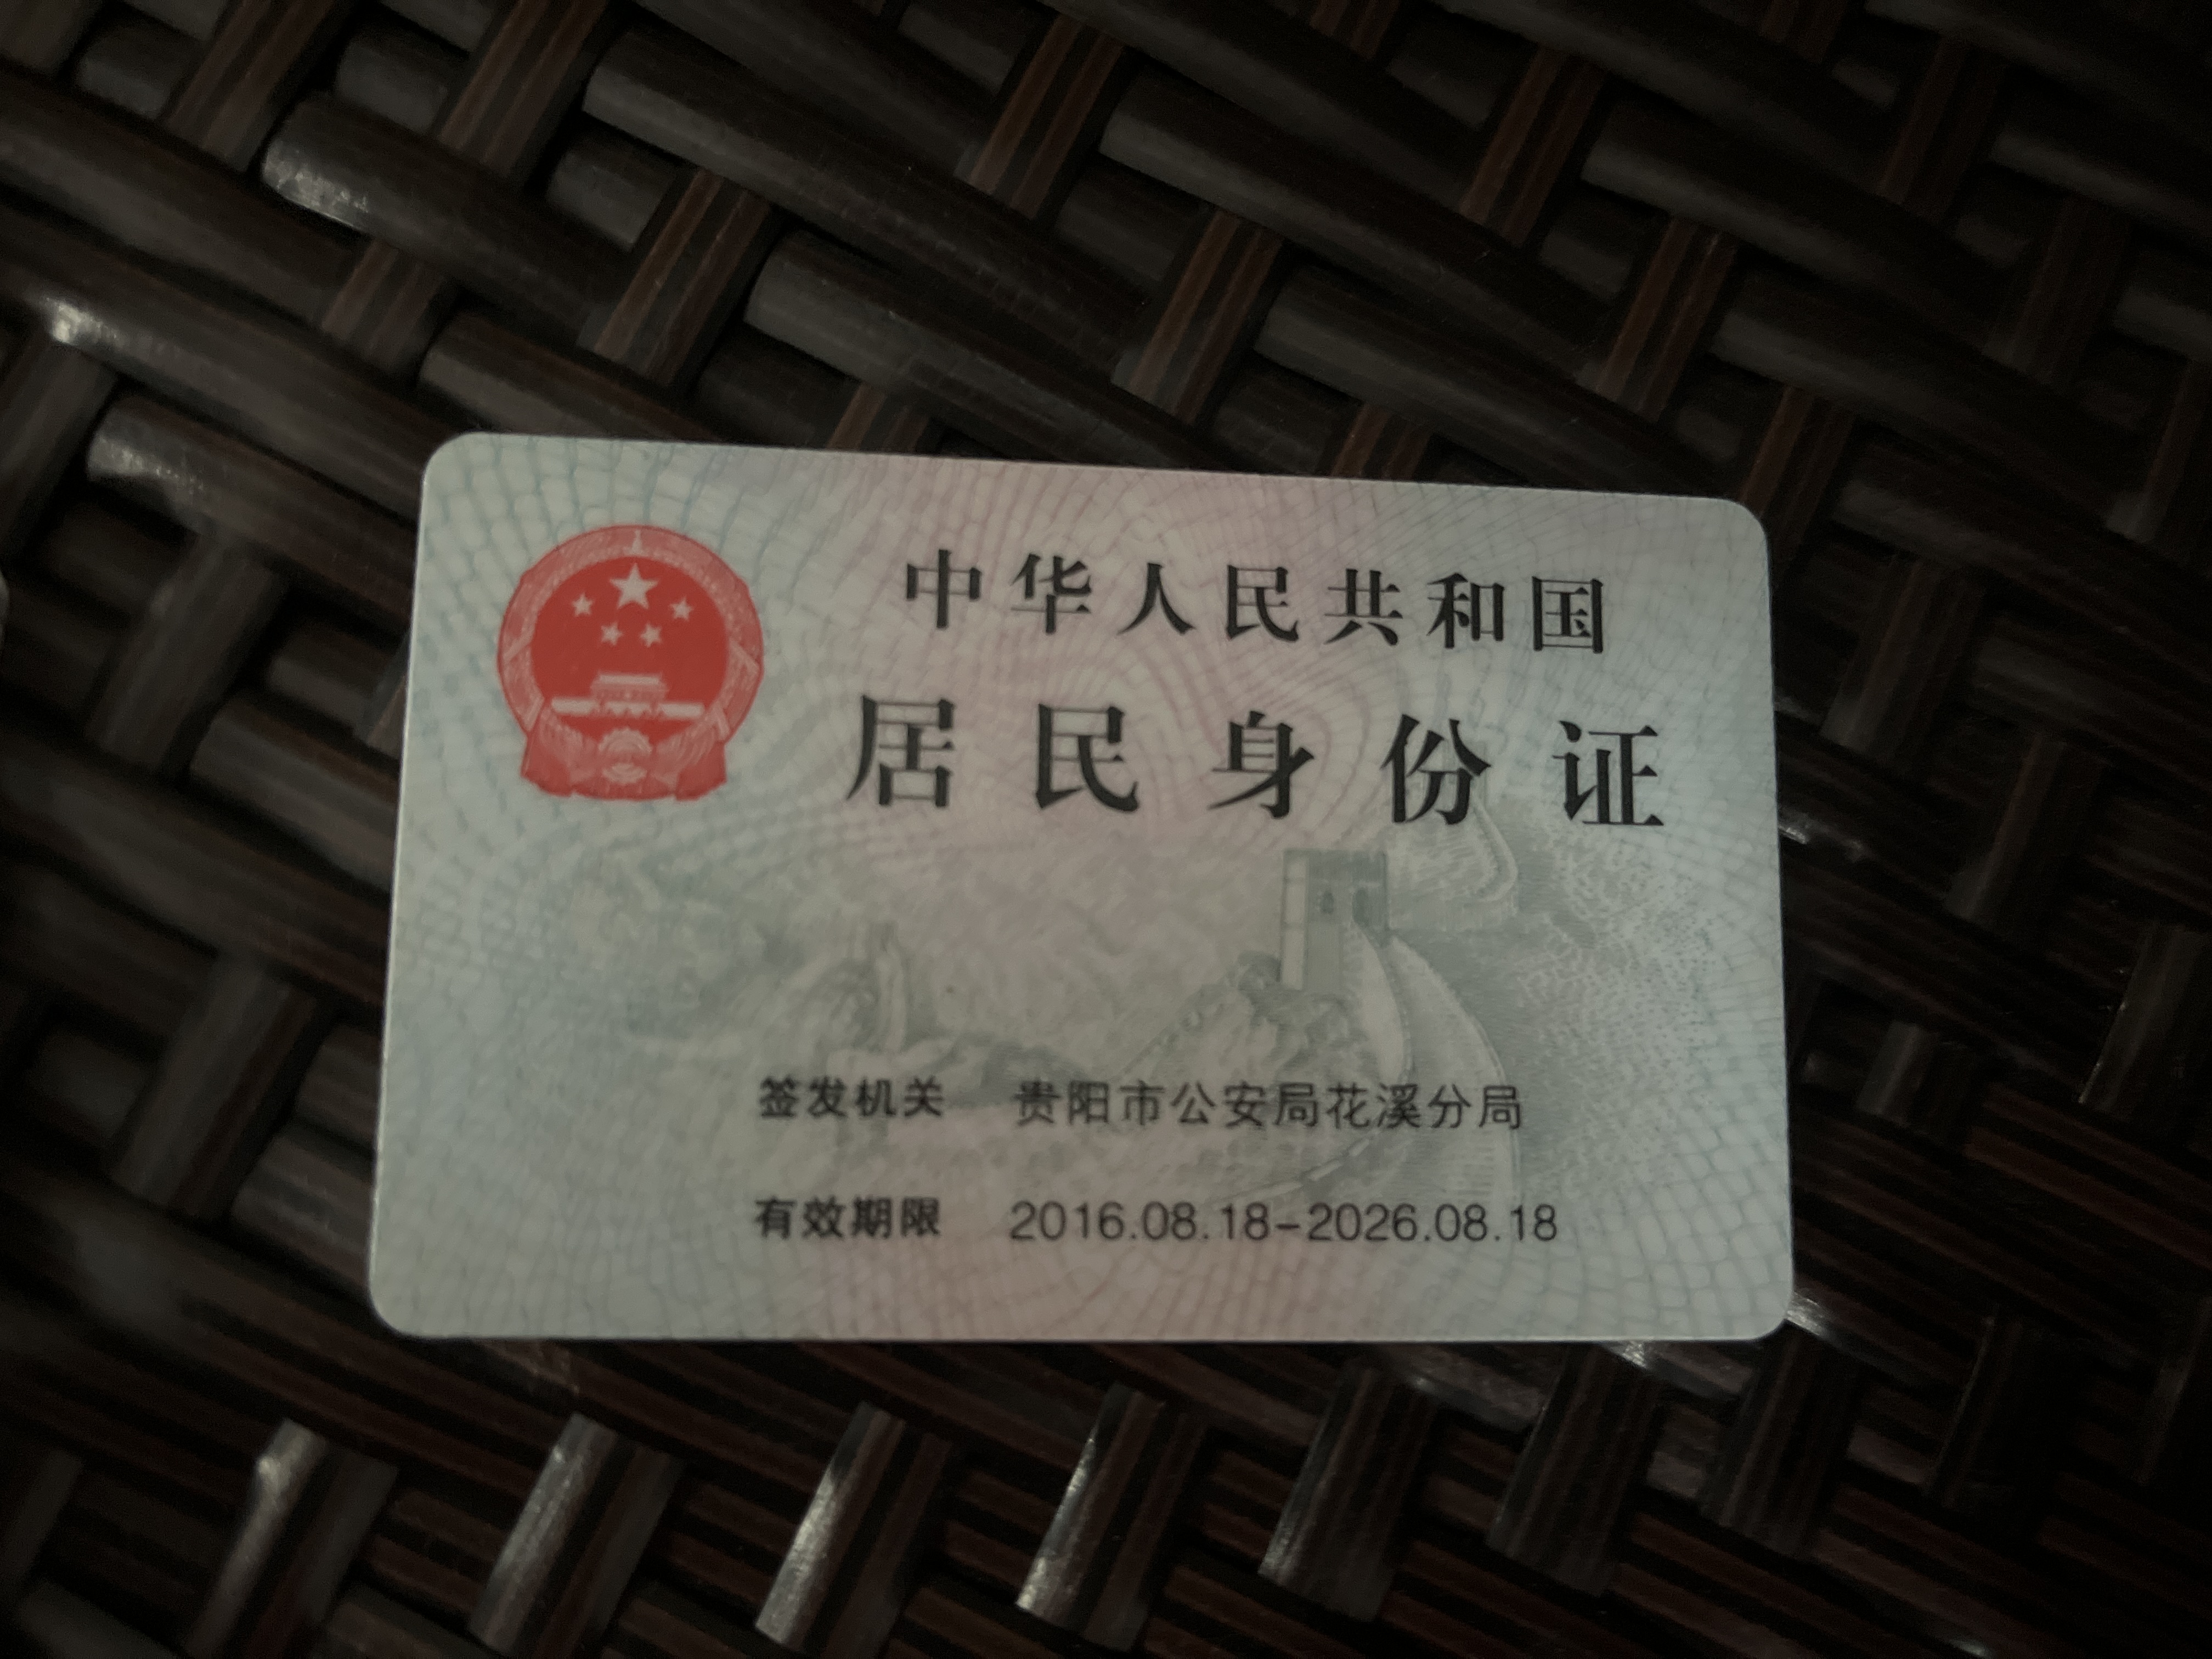 中华人民共和国
居民身份证
签发机关 贵阳市公安局花溪分局
有效期限 2016.08.18-2026.08.18